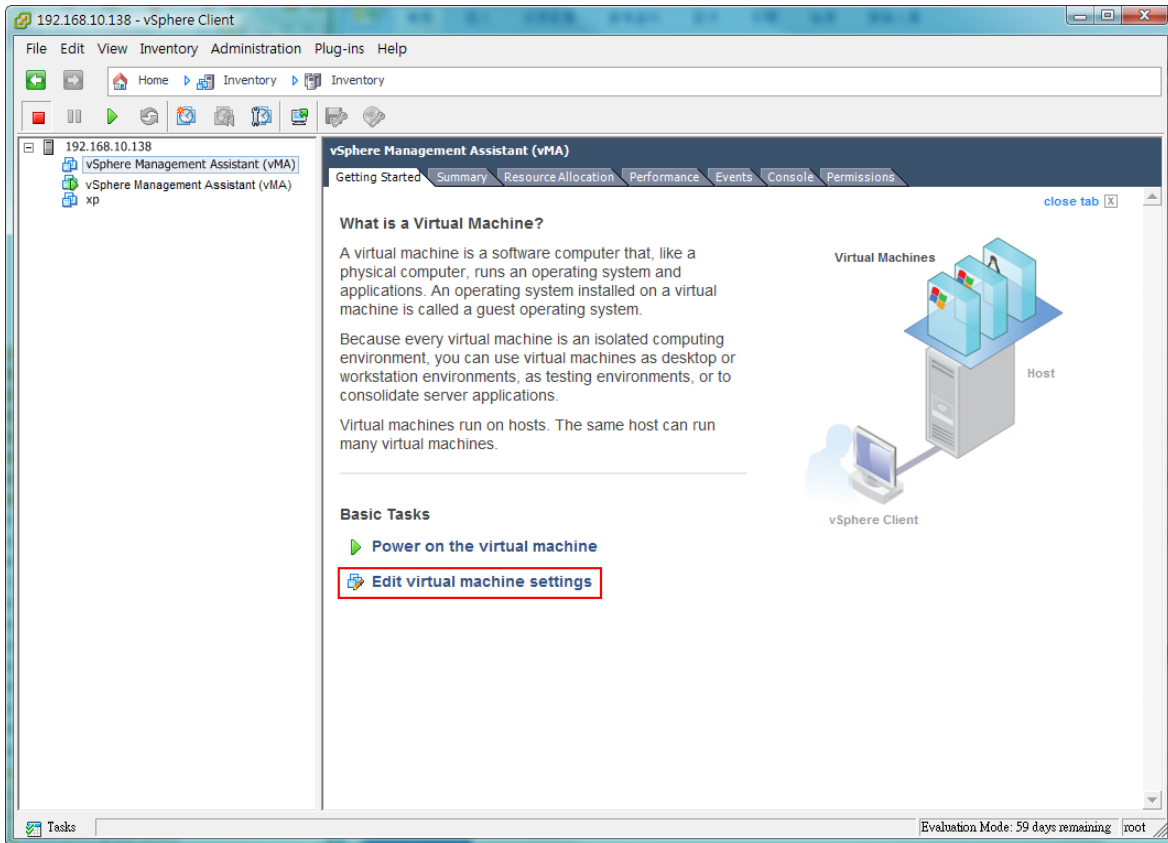 192.168.10.138 - vSphere Client
File Edit View Inventory Administration Plug-ins Help
Home Inventory Inventory
192.168.10.138
vSphere Management Assistant (vMA)
vSphere Management Assistant (vMA)
xp
vSphere Management Assistant (vMA)
Getting Started Summary Resource Allocation Performance Events Console Permissions
close tab X
What is a Virtual Machine?
A virtual machine is a software computer that, like a
physical computer, runs an operating system and
applications. An operating system installed on a virtual
machine is called a guest operating system.
Because every virtual machine is an isolated computing
environment, you can use virtual machines as desktop or
workstation environments, as testing environments, or to
consolidate server applications.
Virtual machines run on hosts. The same host can run
many virtual machines.
Virtual Machines
Host
vSphere Client
Basic Tasks
Power on the virtual machine
Edit virtual machine settings
Tasks
Evaluation Mode: 59 days remaining root